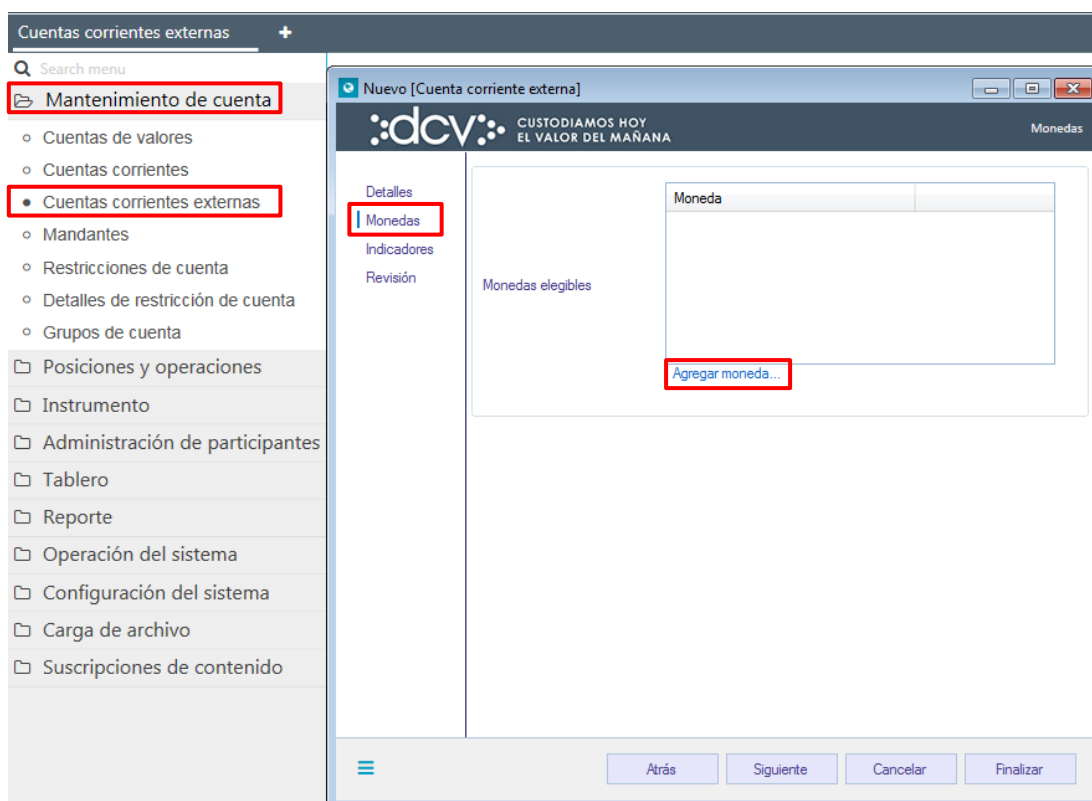 Cuentas corrientes externas +
Search menu
Mantenimiento de cuenta
Cuentas de valores
Cuentas corrientes
Cuentas corrientes externas
Mandantes
Restricciones de cuenta
Detalles de restricción de cuenta
Grupos de cuenta
Posiciones y operaciones
Instrumento
Administración de participantes
Tablero
Reporte
Operación del sistema
Configuración del sistema
Carga de archivo
Suscripciones de contenido
Nuevo [Cuenta corriente externa]
dcv
CUSTODIAMOS HOY
EL VALOR DEL MAÑANA
Monedas
Detalles
Monedas
Indicadores
Revisión
Monedas elegibles
Moneda
Agregar moneda...
Atrás
Siguiente
Cancelar
Finalizar